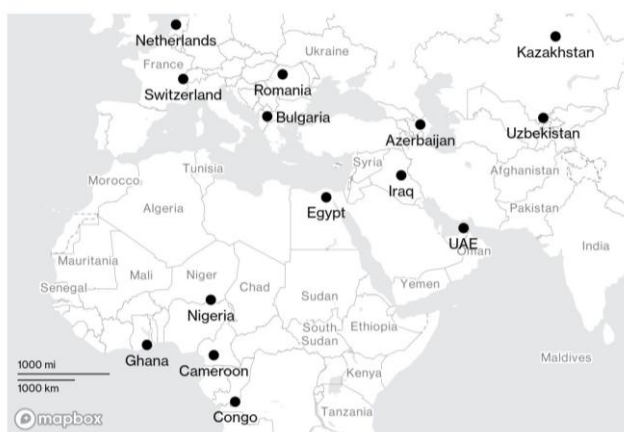 Netherlands
Kazakhstan
Ukraine
France
Switzerland
Romania
Bulgaria
Uzbekistan
Azerbaijan
Tunisia
Syria
Afghanistan
Morocco
Iraq
Algeria
Egypt
Pakistan
UAE
Oman
India
Mauritania
Mali
Niger
Chad
Sudan
Yemen
Senegal
Nigeria
South
Sudan
Ethiopia
Ghana
Cameroon
Maldives
1000 mi
Kenya
1000 km
Congo
Tanzania
mapbox